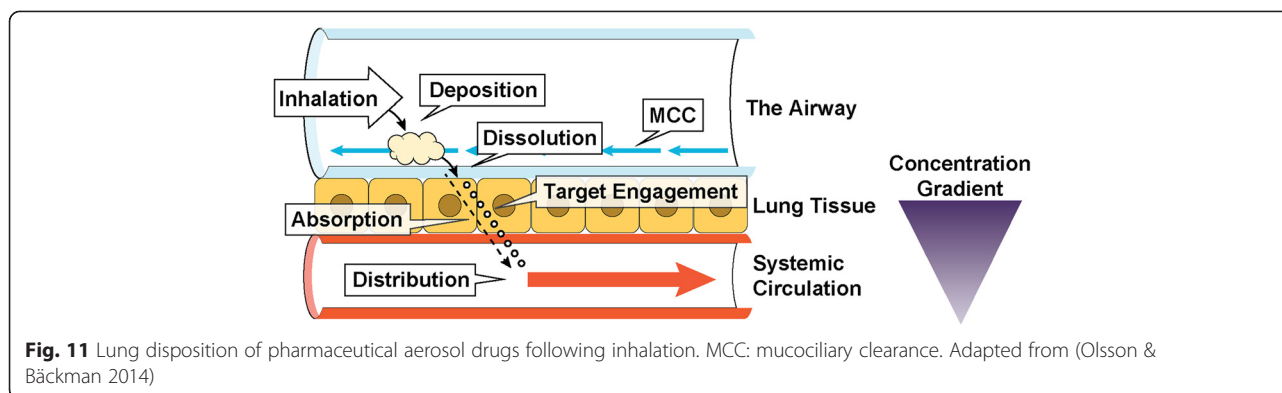 Inhalation
Deposition
MCC
Dissolution
The Airway
Target Engagement
Absorption
Lung Tissue
Distribution
Systemic
Circulation
Concentration
Gradient
Fig. 11 Lung disposition of pharmaceutical aerosol drugs following inhalation. MCC: mucociliary clearance. Adapted from (Olsson &
Bäckman 2014)